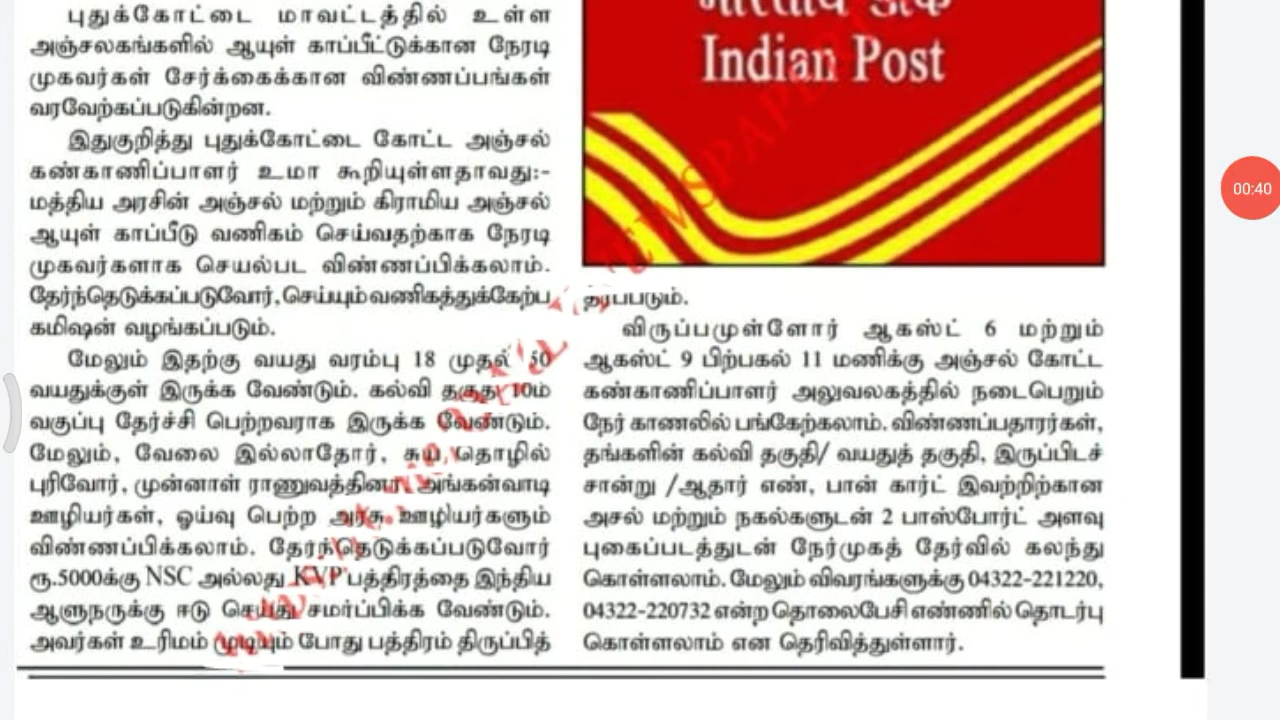 புதுக்கோட்டை மாவட்டத்தில் உள்ள
அஞ்சலகங்களில் ஆயுள் காப்பீட்டுக்கான நேரடி
முகவர்கள் சேர்க்கைக்கான விண்ணப்பங்கள்
வரவேற்கப்படுகின்றன.
இதுகுறித்து புதுக்கோட்டை கோட்ட அஞ்சல்
கண்காணிப்பாளர் உமா கூறியுள்ளதாவது:-
மத்திய அரசின் அஞ்சல் மற்றும் கிராமிய அஞ்சல்
ஆயுள் காப்பீடு வணிகம் செய்வதற்காக நேரடி
முகவர்களாக செயல்பட விண்ணப்பிக்கலாம்.
தேர்ந்தெடுக்கப்படுவோர், செய்யும் வணிகத்துக்கேற்ப
கமிஷன் வழங்கப்படும்.
மேலும் இதற்கு வயது வரம்பு 18 முதல் 50
வயதுக்குள் இருக்க வேண்டும். கல்வி தகுதி 10ம்
வகுப்பு தேர்ச்சி பெற்றவராக இருக்க வேண்டும்.
மேலும், வேலை இல்லாதோர், சுய தொழில்
புரிவோர், முன்னாள் ராணுவத்தினர், அங்கன்வாடி
ஊழியர்கள், ஓய்வு பெற்ற அரசு ஊழியர்களும்
விண்ணப்பிக்கலாம். தேர்ந்தெடுக்கப்படுவோர்
ரூ.5000க்கு NSC அல்லது KVP பத்திரத்தை இந்திய
ஆளுநருக்கு ஈடு செய்து சமர்ப்பிக்க வேண்டும்.
அவர்கள் உரிமம் முடியும் போது பத்திரம் திருப்பித்
भारतीय डाक
Indian Post
தரப்படும்.
விருப்பமுள்ளோர் ஆகஸ்ட் 6 மற்றும்
ஆகஸ்ட் 9 பிற்பகல் 11 மணிக்கு அஞ்சல் கோட்ட
கண்காணிப்பாளர் அலுவலகத்தில் நடைபெறும்
நேர் காணலில் பங்கேற்கலாம். விண்ணப்பதாரர்கள்,
தங்களின் கல்வி தகுதி/ வயதுத் தகுதி, இருப்பிடச்
சான்று /ஆதார் எண், பான் கார்ட் இவற்றிற்கான
அசல் மற்றும் நகல்களுடன் 2 பாஸ்போர்ட் அளவு
புகைப்படத்துடன் நேர்முகத் தேர்வில் கலந்து
கொள்ளலாம். மேலும் விவரங்களுக்கு 04322-221220,
04322-220732 என்ற தொலைபேசி எண்ணில் தொடர்பு
கொள்ளலாம் என தெரிவித்துள்ளார்.
00:40